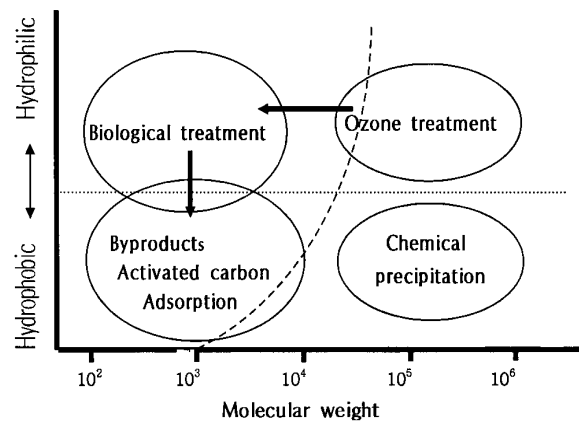 Hydrophilic
Hydrophobic
Biological treatment
Ozone treatment
Byproducts
Activated carbon
Adsorption
Chemical
precipitation
10²
10³
10⁴
10⁵
10⁶
Molecular weight